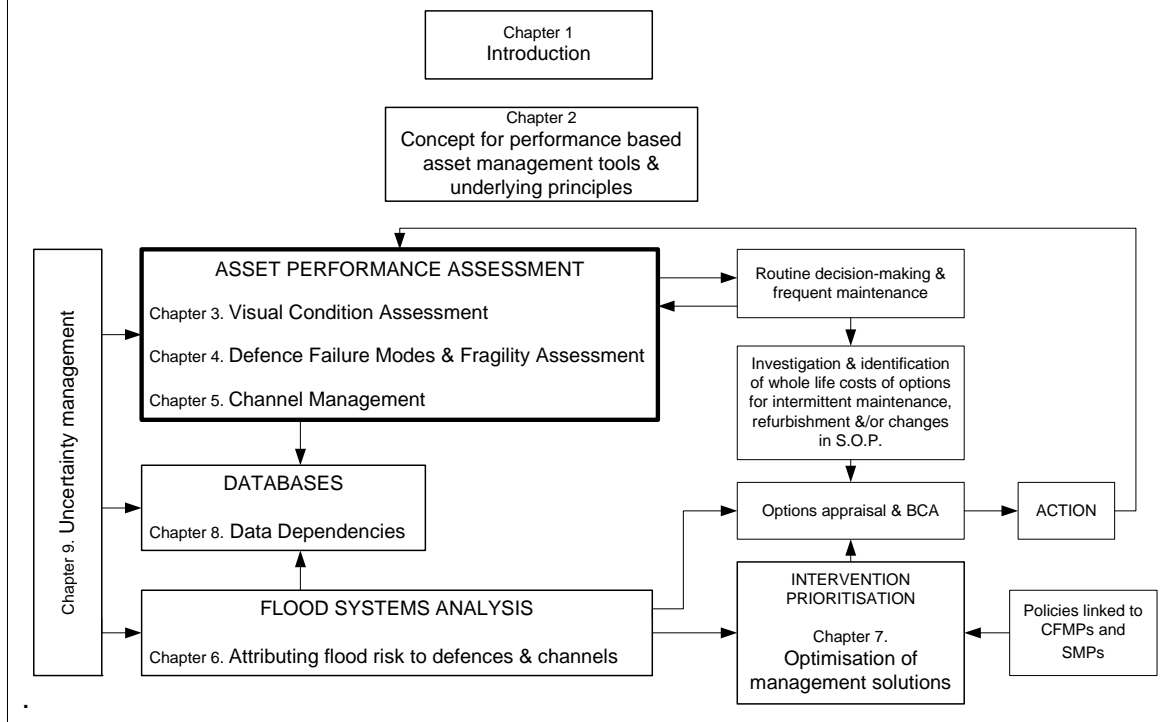 Chapter 1
Introduction
Chapter 2
Concept for performance based
asset management tools &
underlying principles
Chapter 9. Uncertainty management
ASSET PERFORMANCE ASSESSMENT
Chapter 3. Visual Condition Assessment
Chapter 4. Defence Failure Modes & Fragility Assessment
Chapter 5. Channel Management
Routine decision-making &
frequent maintenance
Investigation & identification
of whole life costs of options
for intermittent maintenance,
refurbishment &/or changes
in S.O.P.
DATABASES
Chapter 8. Data Dependencies
Options appraisal & BCA
ACTION
FLOOD SYSTEMS ANALYSIS
Chapter 6. Attributing flood risk to defences & channels
INTERVENTION
PRIORITISATION
Chapter 7.
Optimisation of
management solutions
Policies linked to
CFMPs and
SMPs
.